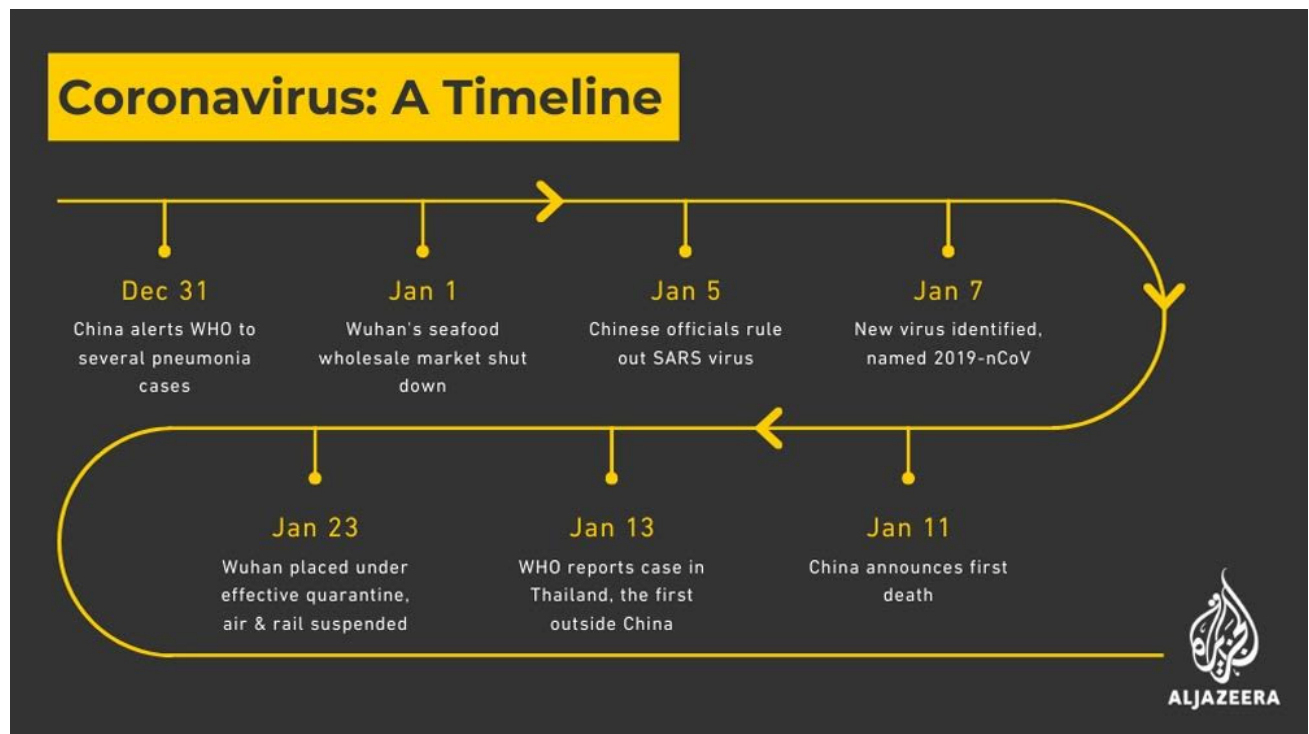 Coronavirus: A Timeline
Dec 31
China alerts WHO to
several pneumonia
cases
Jan 1
Wuhan's seafood
wholesale market shut
down
Jan 5
Chinese officials rule
out SARS virus
Jan 7
New virus identified,
named 2019-nCoV
Jan 11
China announces first
death
Jan 13
WHO reports case in
Thailand, the first
outside China
Jan 23
Wuhan placed under
effective quarantine,
air & rail suspended
الجزيرة
ALJAZEERA